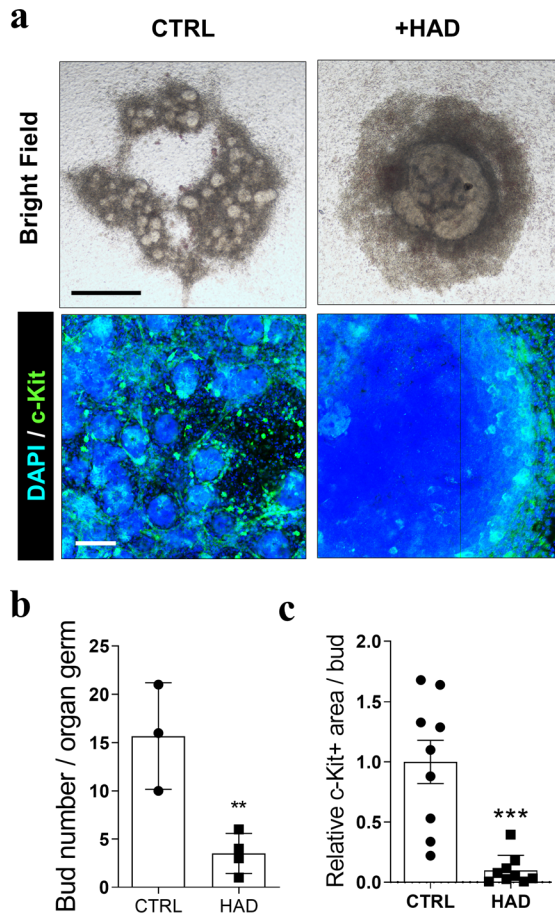 a
CTRL
+HAD
Bright Field
DAPI / c-Kit
b
Bud number / organ germ
25
20
15
10
5
0
**
CTRL
HAD
c
Relative c-Kit+ area / bud
2.0
1.5
1.0
0.5
0.0
***
CTRL
HAD